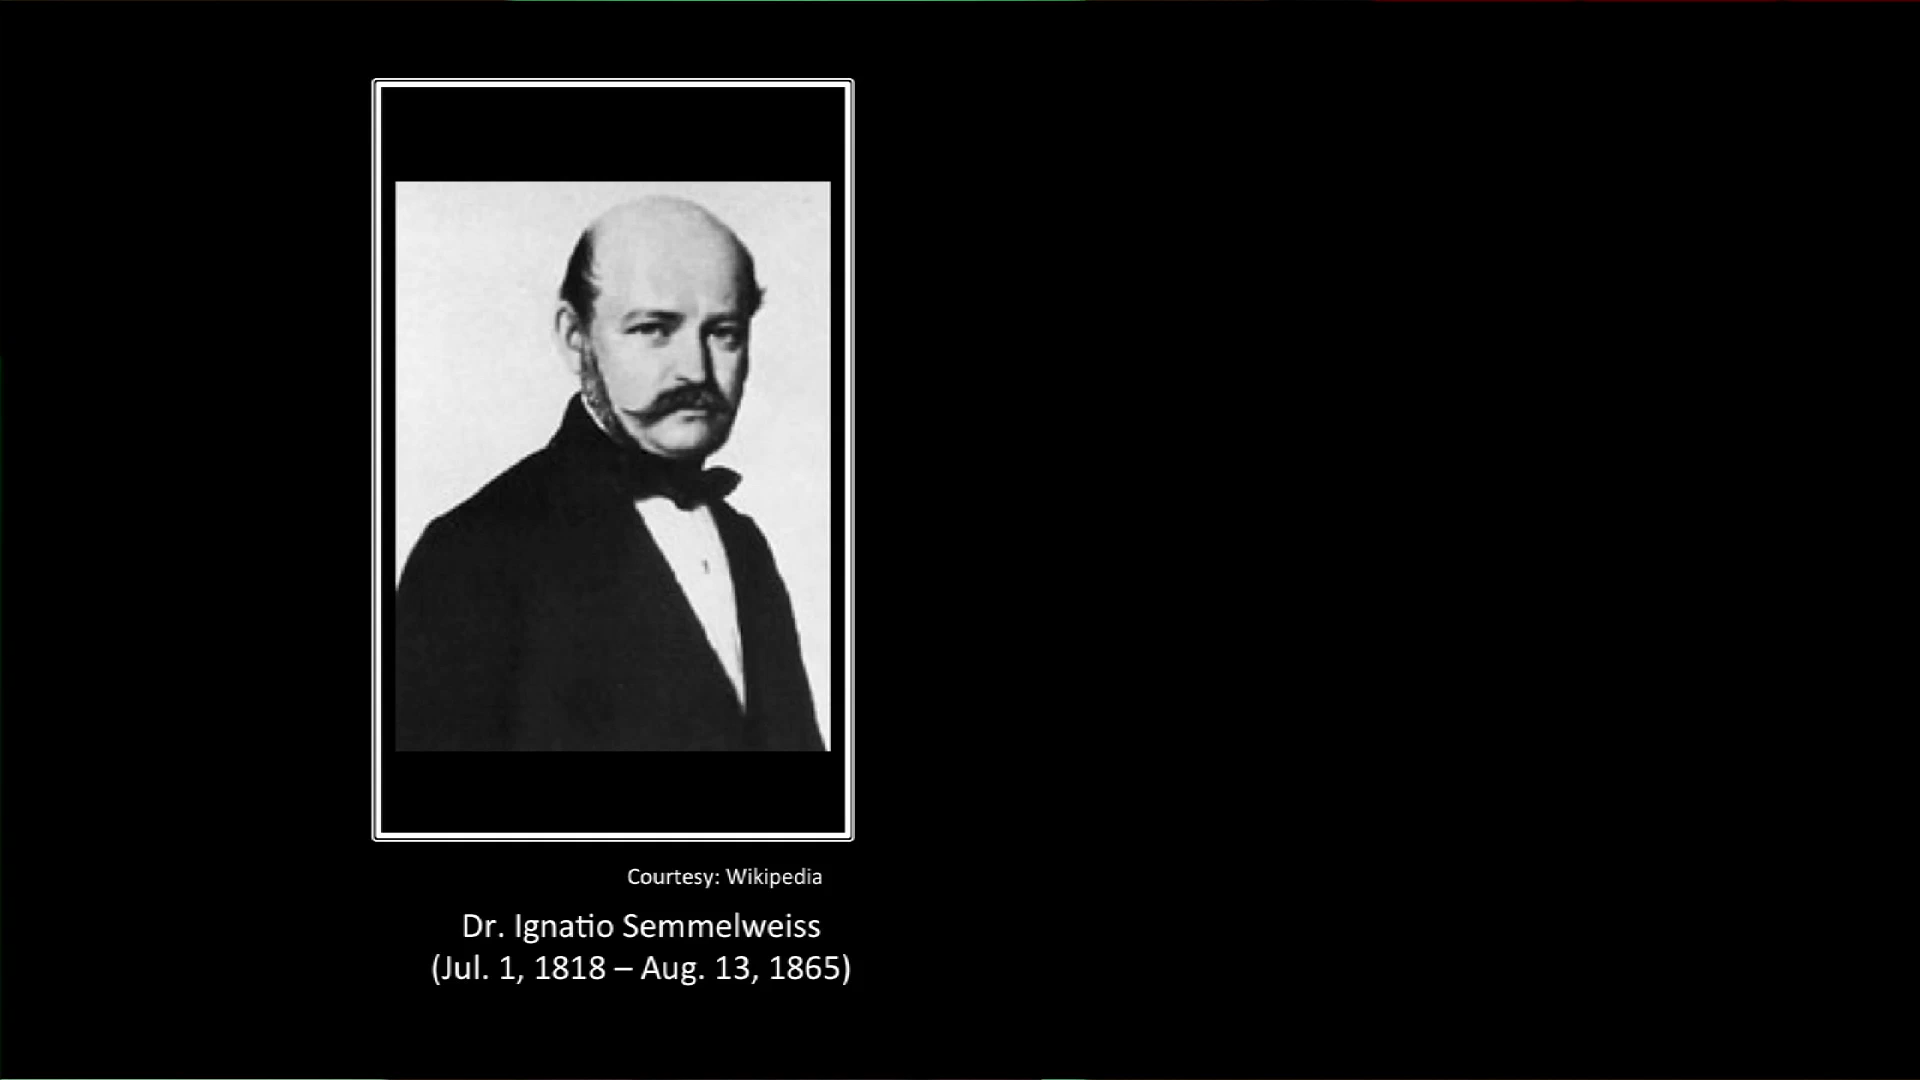 Courtesy: Wikipedia
Dr. Ignatio Semmelweiss
(Jul. 1, 1818 – Aug. 13, 1865)